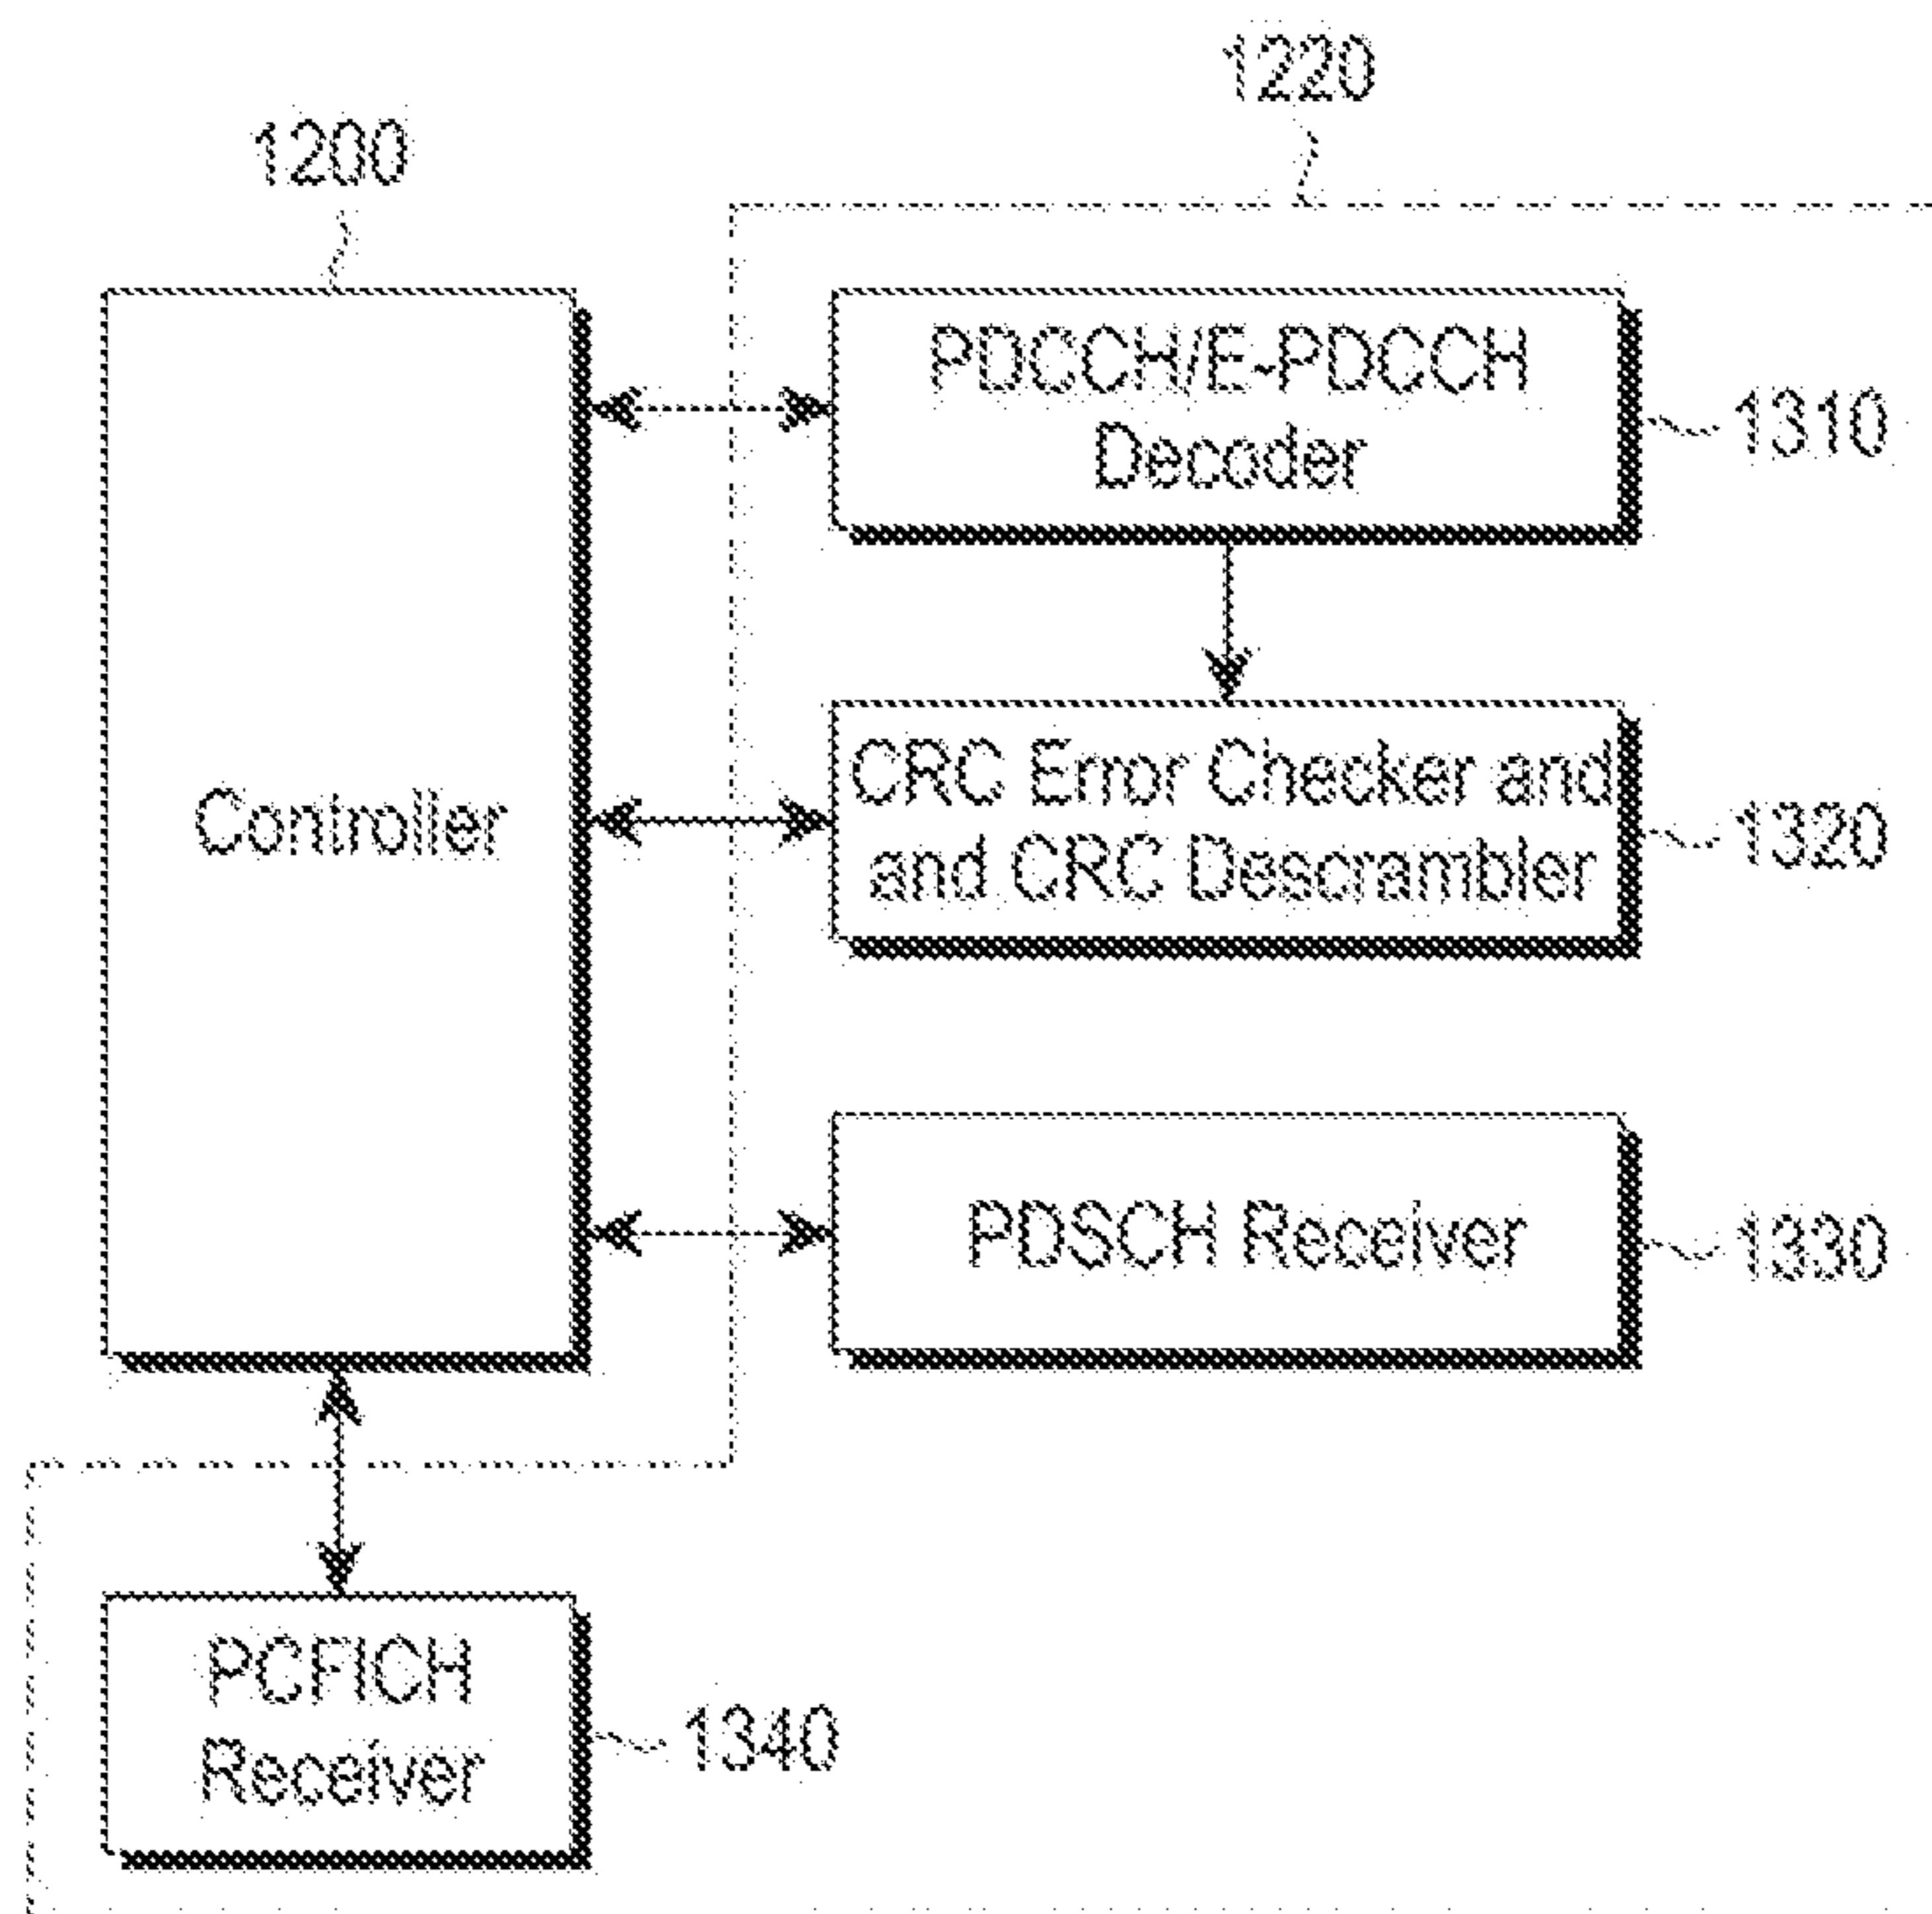 1220
1200
PDCCH/E-PDCCH
Decoder
1310
CRC Error Checker and
and CRC Descrambler
1320
Controller
PDSCH Receiver
1330
PCFICH
Receiver
1340